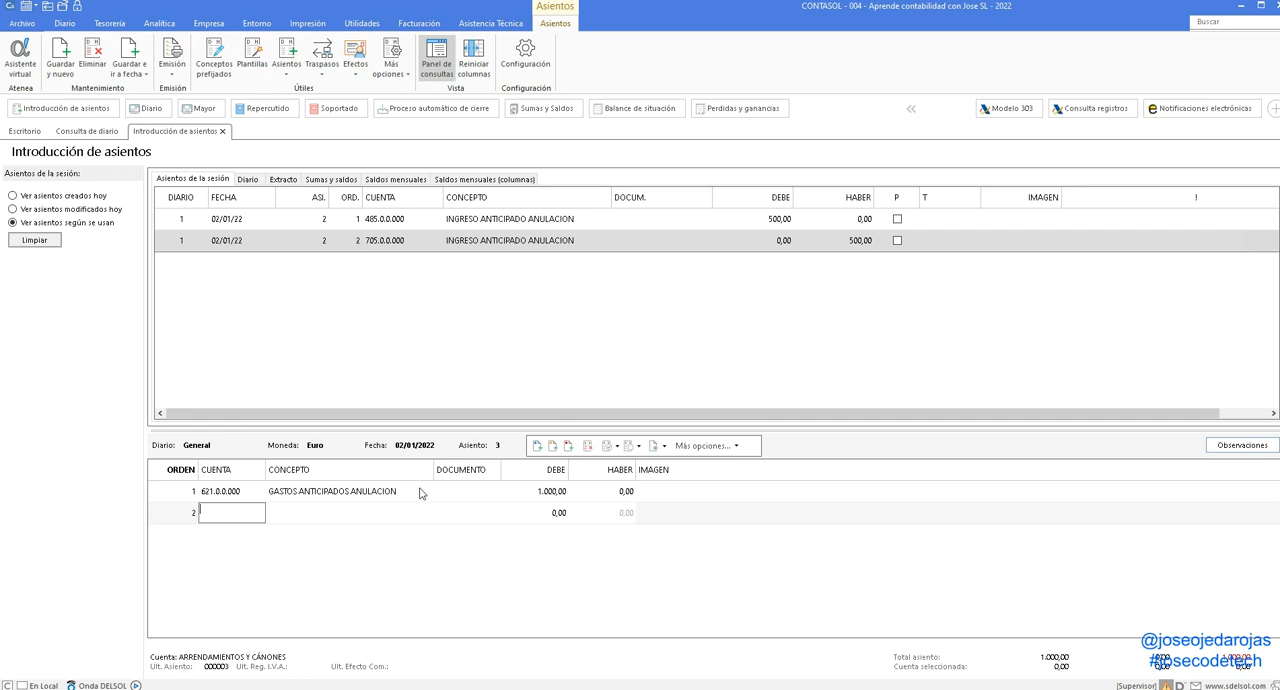 Asientos
CONTASOL - 004 - Aprende contabilidad con Jose SL - 2022
Archivo Diario Tesorería Analítica Empresa Entorno Impresión Utilidades Facturación Asistencia Técnica Asientos
Buscar
Asistente virtual
Guardar y nuevo
Eliminar
Guardar e ir a fecha
Emisión
Conceptos prefijados
Plantillas
Asientos
Traspasos
Efectos
Más opciones
Panel de consultas
Reiniciar columnas
Configuración
Atenea Mantenimiento Emisión Útiles Vista Configuración
Introducción de asientos Diario Mayor Repercutido Soportado Proceso automático de cierre Sumas y Saldos Balance de situación Perdidas y ganancias Modelo 303 Consulta registros Notificaciones electrónicas
Escritorio Consulta de diario Introducción de asientos
Introducción de asientos
Asientos de la sesión:
Ver asientos creados hoy
Ver asientos modificados hoy
Ver asientos según se usan
Limpiar
Asientos de la sesión Diario Extracto Sumas y saldos Saldos mensuales Saldos mensuales (columnas)
DIARIO FECHA ASI. ORD. CUENTA CONCEPTO DOCUM. DEBE HABER P T IMAGEN !
1 02/01/22 2 1 485.0.0.000 INGRESO ANTICIPADO ANULACION 500,00 0,00
1 02/01/22 2 2 705.0.0.000 INGRESO ANTICIPADO ANULACION 0,00 500,00
Diario: General Moneda: Euro Fecha: 02/01/2022 Asiento: 3 Más opciones... Observaciones
ORDEN CUENTA CONCEPTO DOCUMENTO DEBE HABER IMAGEN
1 621.0.0.000 GASTOS ANTICIPADOS ANULACION 1.000,00 0,00
2 0,00 0,00
Cuenta: ARRENDAMIENTOS Y CÁNONES
Ult. Asiento: 000003 Ult. Reg. I.V.A.: Ult. Efecto Com.:
Total asiento: 1.000,00
Cuenta seleccionada: 0,00
@joseojedarojas
#josecodetech
En Local Onda DELSOL [Supervisor] www.sdelsol.com